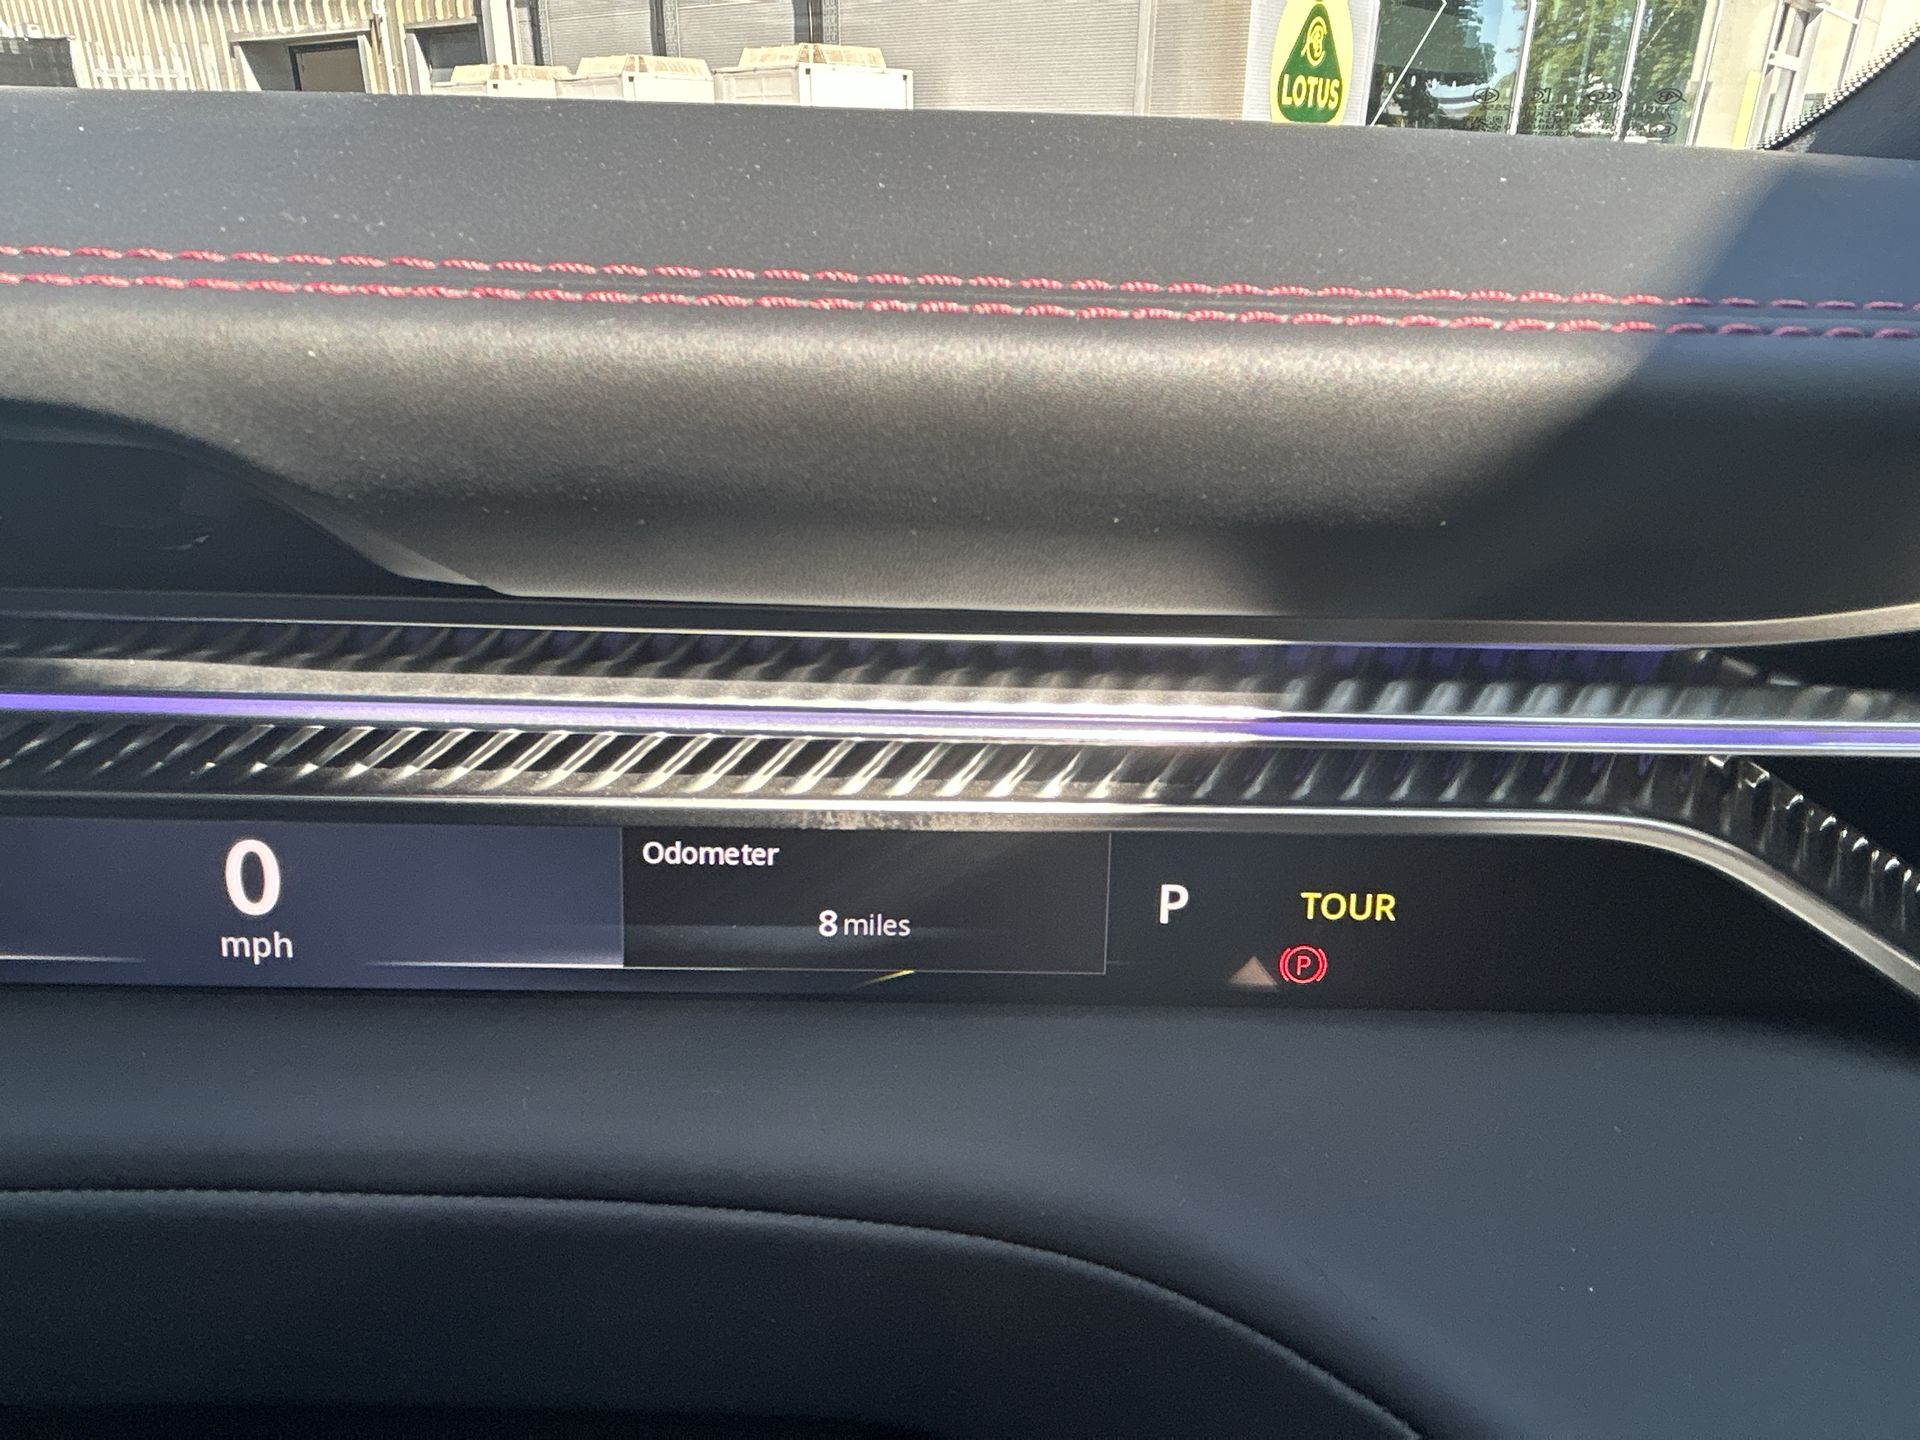 LOTUS
0
mph
Odometer
8 miles
P
TOUR
P